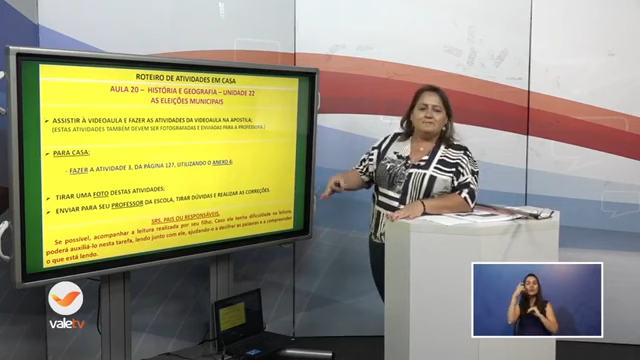 ROTEIRO DE ATIVIDADES EM CASA
AULA 20 – HISTÓRIA E GEOGRAFIA – UNIDADE 22
AS ELEIÇÕES MUNICIPAIS
➤ ASSISTIR À VIDEOAULA E FAZER AS ATIVIDADES DA VIDEOAULA NA APOSTILA;
(ESTAS ATIVIDADES TAMBÉM DEVEM SER FOTOGRAFADAS E ENVIADAS PARA A PROFESSORA.)
➤ PARA CASA:
- FAZER A ATIVIDADE 3, DA PÁGINA 127, UTILIZANDO O ANEXO 4;
➤ TIRAR UMA FOTO DESTAS ATIVIDADES;
➤ ENVIAR PARA SEU PROFESSOR DA ESCOLA, TIRAR DÚVIDAS E REALIZAR AS CORREÇÕES.
SRS. PAIS OU RESPONSÁVEIS,
Se possível, acompanhar a leitura realizada por seu filho. Caso ele tenha dificuldade na leitura,
poderá auxiliá-lo nesta tarefa, lendo junto com ele, ajudando-o a decifrar as palavras e a compreender
o que está lendo.
valetv